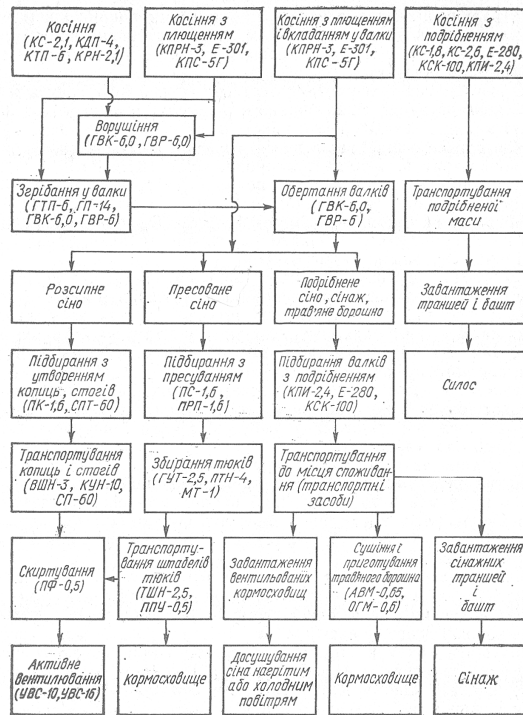 Косіння
(КС-2,1, КДП-4,
КТП-6, КРН-2,1)
Косіння з
плющенням
(КПРН-3, Е-301,
КПС-5Г)
Косіння з плющенням
і вкладанням у валки
(КПРН-3, Е-301,
КПС-5Г)
Косіння з
подрібненням
(КС-1,8, КС-2,6, Е-280,
КСК-100, КПИ-2,4)
Ворушіння
(ГВК-6,0, ГВР-6,0)
Згрібання у валки
(ГТП-6, ГП-14,
ГВК-6,0, ГВР-6)
Обертання валків
(ГВК-6,0,
ГВР-6)
Транспортування
подрібненої
маси
Розсипне
сіно
Пресоване
сіно
Подрібнене
сіно, сінаж,
трав'яне борошно
Завантаження
траншей і башт
Підбирання з
утворенням
копиць, стогів
(ПК-1,6, СПТ-60)
Підбирання з
пресуванням
(ПС-1,6,
ПРП-1,6)
Підбирання валків
з подрібненням
(КПИ-2,4, Е-280,
КСК-100)
Силос
Транспортування
копиць і стогів
(ВШН-3, КУН-10,
СП-60)
Збирання тюків
(ГУТ-2,5, ПТН-4,
МТ-1)
Транспортування
до місця споживан-
ня (транспортні
засоби)
Скиртування
(ПФ-0,5)
Транспорту-
вання штабелів
тюків
(ТШН-2,5,
ППУ-0,5)
Завантаження
вентильованих
кормосховищ
Сушіння і
приготування
трав'яного борошна
(АВМ-0,65,
ОГМ-0,6)
Завантаження
сінажних
траншей
і
башт
Активне
вентилювання
(УВС-10, УВС-16)
Кормосховище
Досушування
сіна нагрітим
або холодним
повітрям
Кормосховище
Сінаж